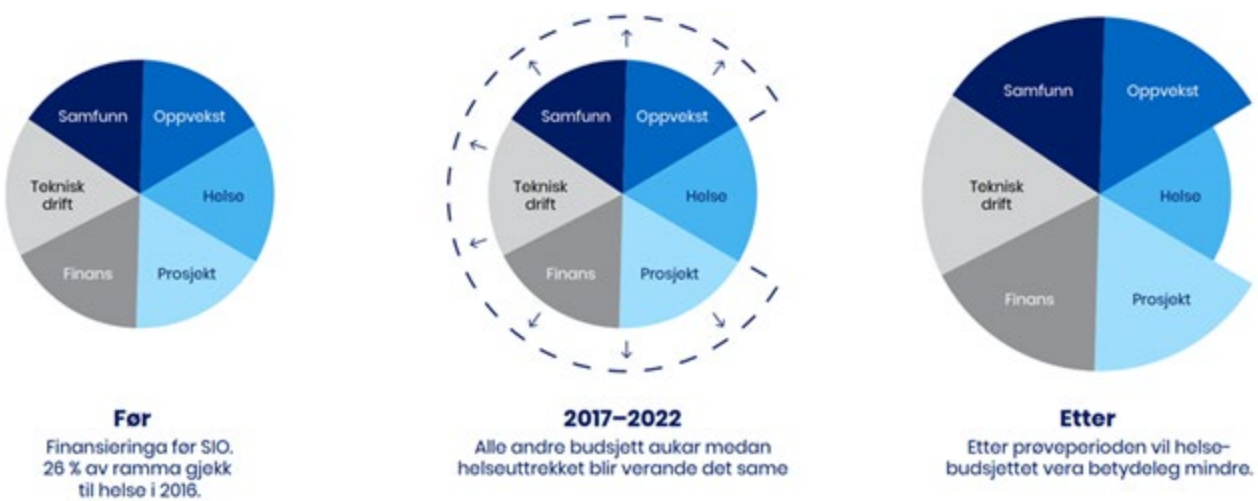 Samfunn
Oppvekst
Teknisk
drift
Helse
Finans
Prosjekt
Før
Finansieringa før SIO.
26 % av ramma gjekk
til helse i 2016.
Samfunn
Oppvekst
Teknisk
drift
Helse
Finans
Prosjekt
2017–2022
Alle andre budsjett aukar medan
helseuttrekket blir verande det same
Samfunn
Oppvekst
Teknisk
drift
Helse
Finans
Prosjekt
Etter
Etter prøveperioden vil helse-
budsjettet vera betydeleg mindre.